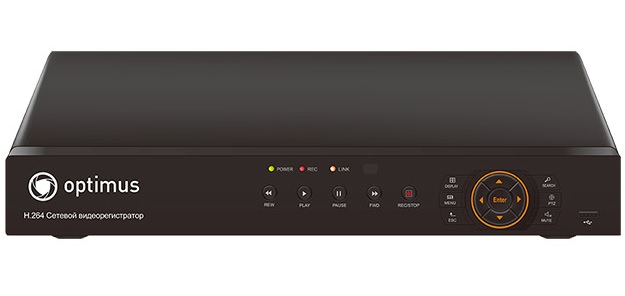 POWER REC LINK
optimus
H.264 Сетевой видеорегистратор
REW PLAY PAUSE FWD REC/STOP
DISPLAY
MENU
ESC
Enter
SEARCH
PTZ
MUTE